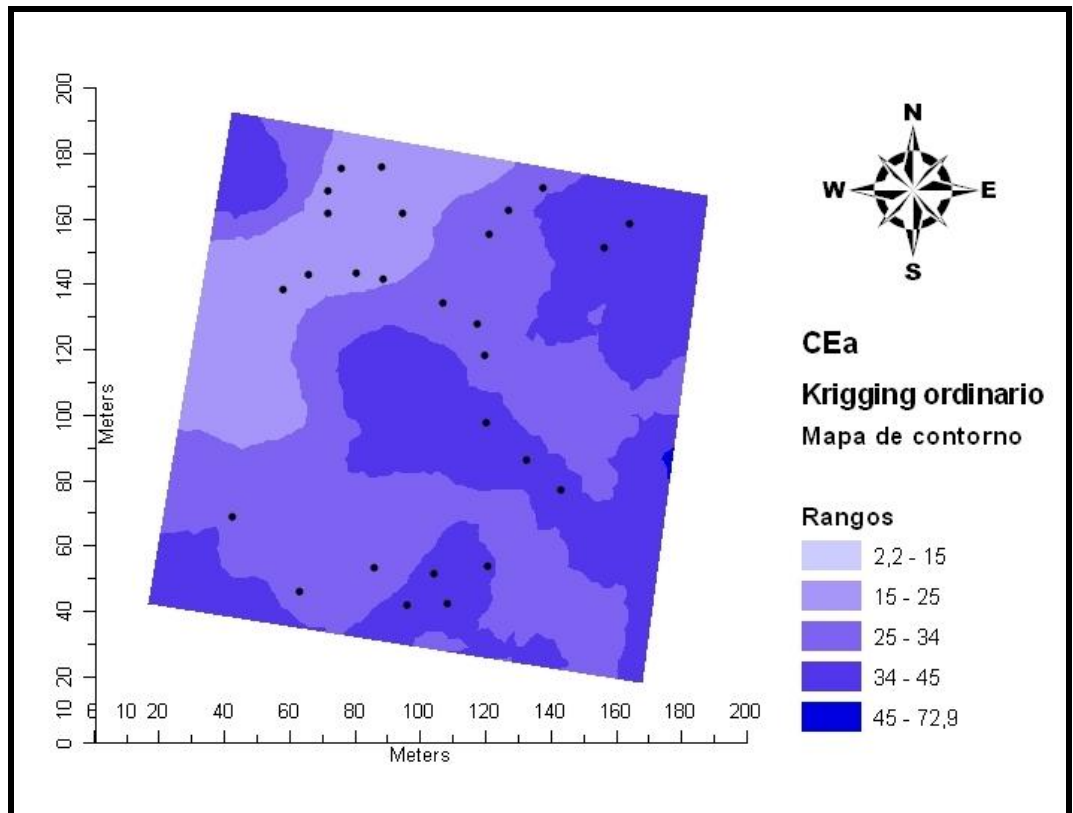 200
180
160
140
120
100
80
60
40
20
10
0
Meters
0 10 20 40 60 80 100 120 140 160 180 200
Meters
N
W E
S
CEa
Krigging ordinario
Mapa de contorno
Rangos
2,2 - 15
15 - 25
25 - 34
34 - 45
45 - 72,9